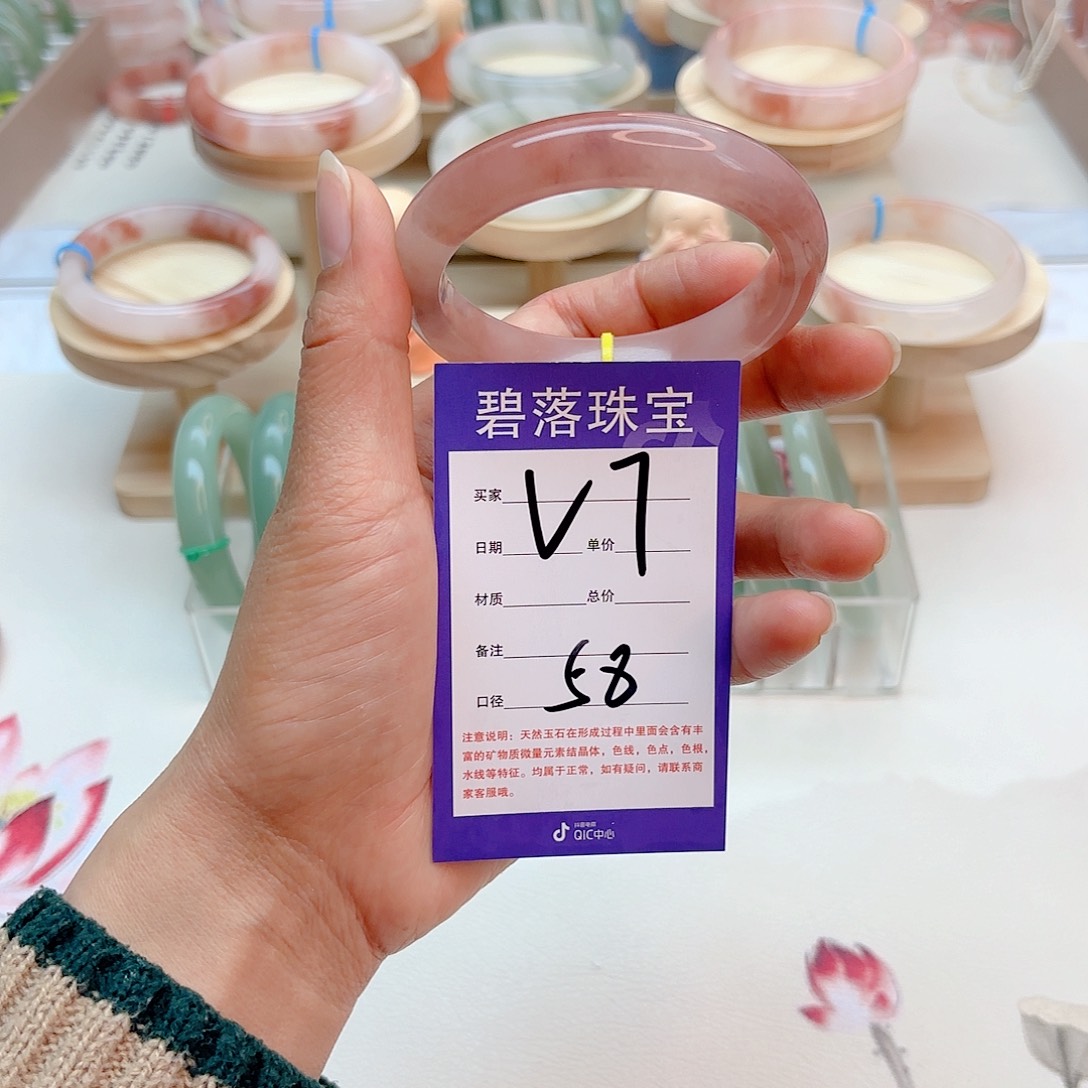 碧落珠宝
买家
V7
日期 单价
材质 总价
备注
58
口径
注意说明：天然玉石在形成过程中里面会含有丰
富的矿物质微量元素结晶体，色线，色点，色根，
水线等特征。均属于正常，如有疑问，请联系商
家客服哦。
抖音电商
QIC中心